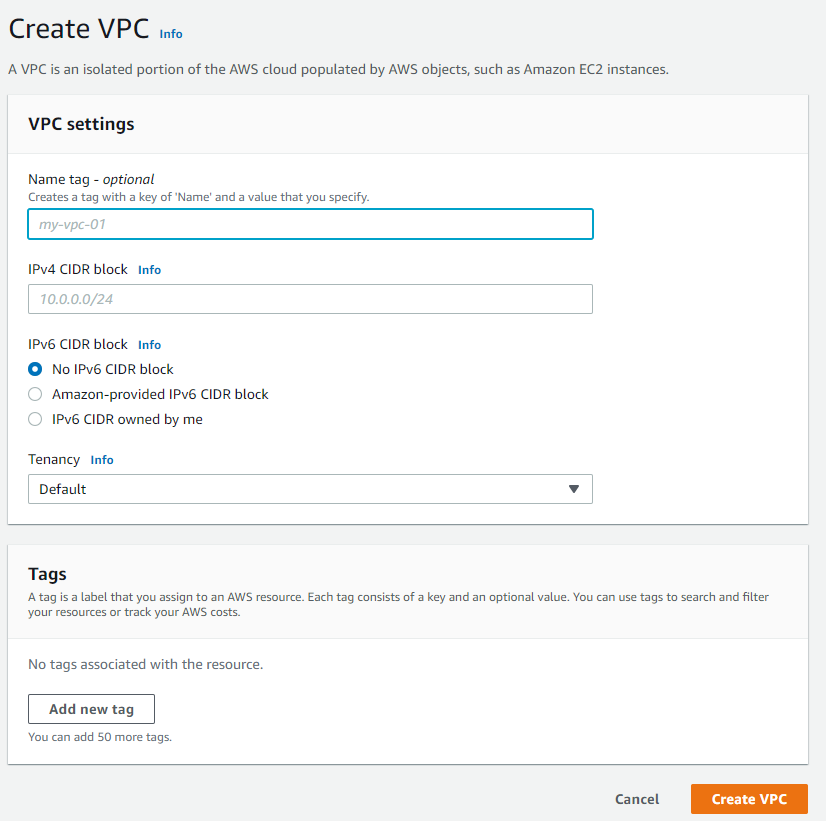 Create VPC Info
A VPC is an isolated portion of the AWS cloud populated by AWS objects, such as Amazon EC2 instances.
VPC settings
Name tag - optional
Creates a tag with a key of 'Name' and a value that you specify.
my-vpc-01
IPv4 CIDR block Info
10.0.0.0/24
IPv6 CIDR block Info
No IPv6 CIDR block
Amazon-provided IPv6 CIDR block
IPv6 CIDR owned by me
Tenancy Info
Default
Tags
A tag is a label that you assign to an AWS resource. Each tag consists of a key and an optional value. You can use tags to search and filter
your resources or track your AWS costs.
No tags associated with the resource.
Add new tag
You can add 50 more tags.
Cancel Create VPC